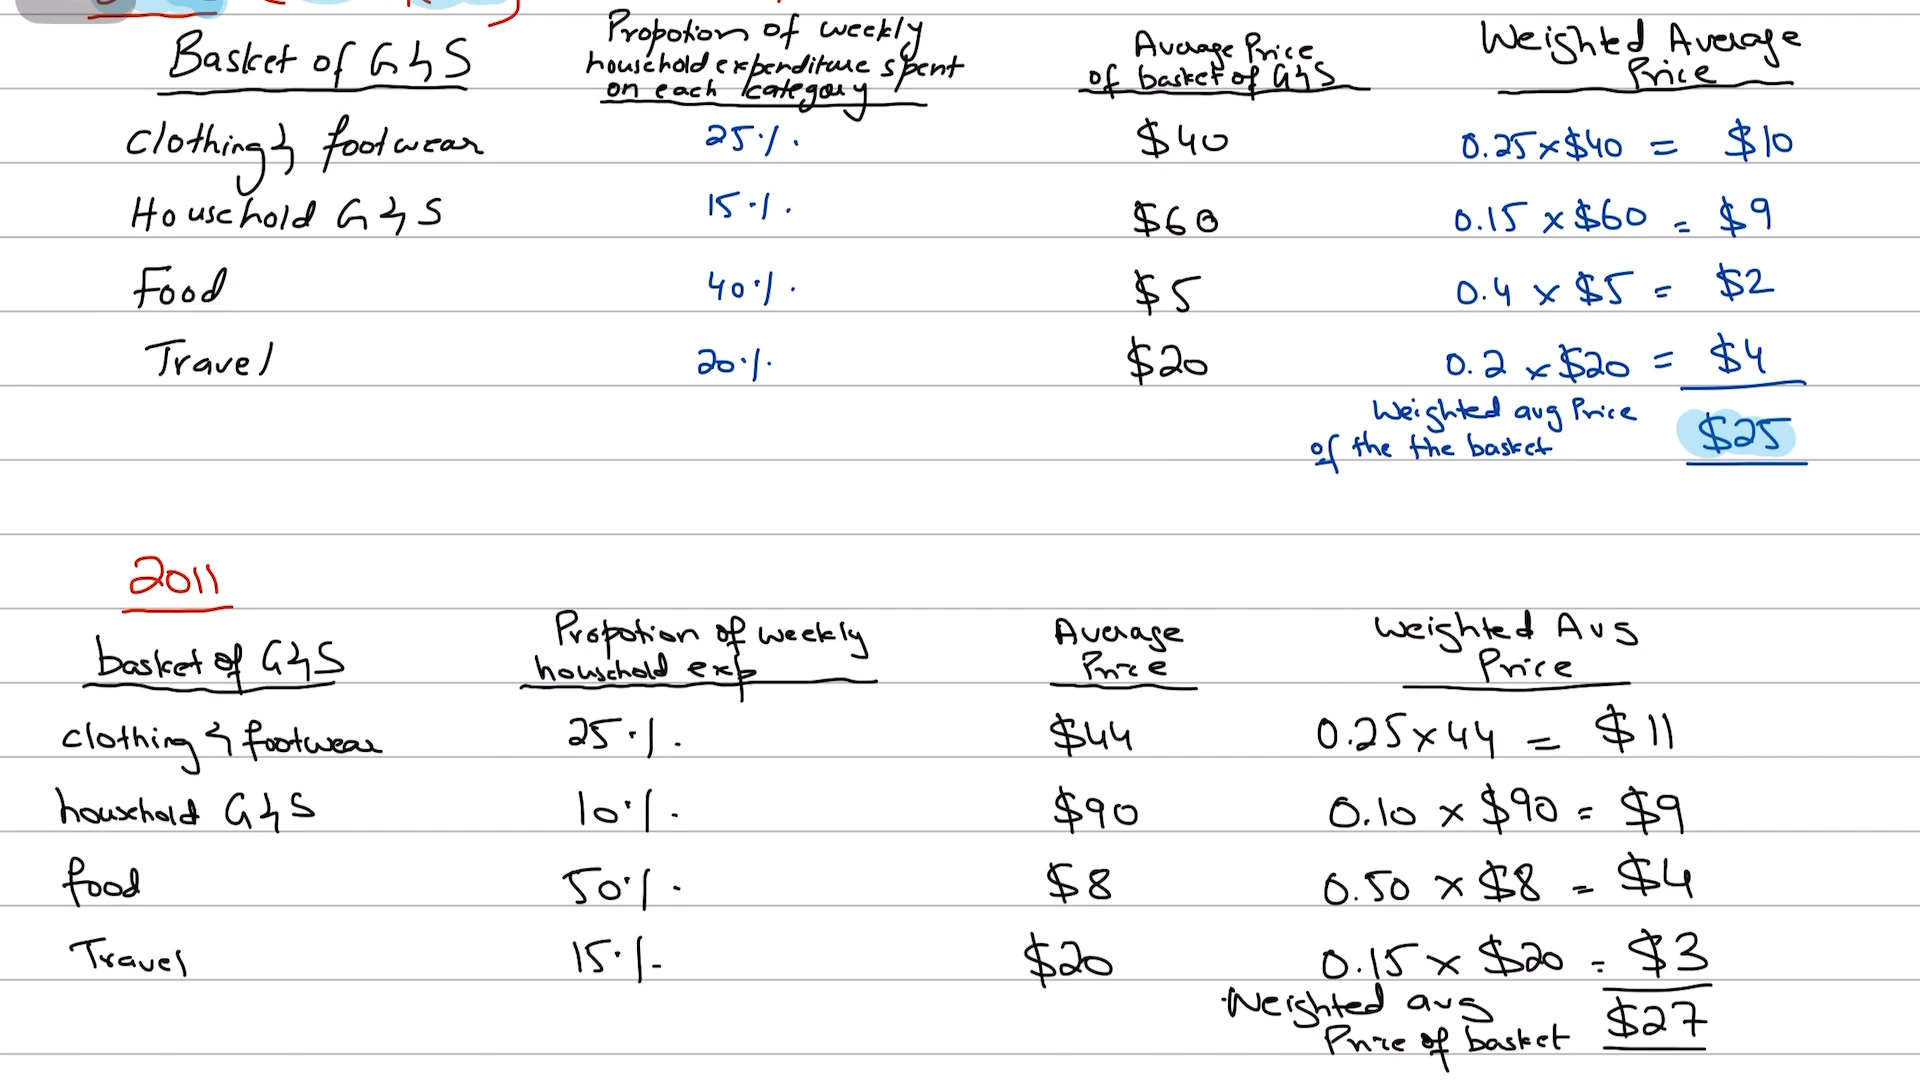 Basket of G&S
Propotion of weekly
household expenditure spent
on each category
Average Price
of basket of G&S
Weighted Average
Price
clothing & footwear 25% $40 0.25 x $40 = $10
Household G&S 15% $60 0.15 x $60 = $9
Food 40% $5 0.4 x $5 = $2
Travel 20% $20 0.2 x $20 = $4
Weighted avg Price
of the the basket $25
2011
basket of G&S
Propotion of weekly
household exp
Average
Price
Weighted Avg
Price
clothing & footwear 25% $44 0.25 x 44 = $11
household G&S 10% $90 0.10 x $90 = $9
food 50% $8 0.50 x $8 = $4
Travel 15% $20 0.15 x $20 = $3
Weighted avg
Price of basket $27